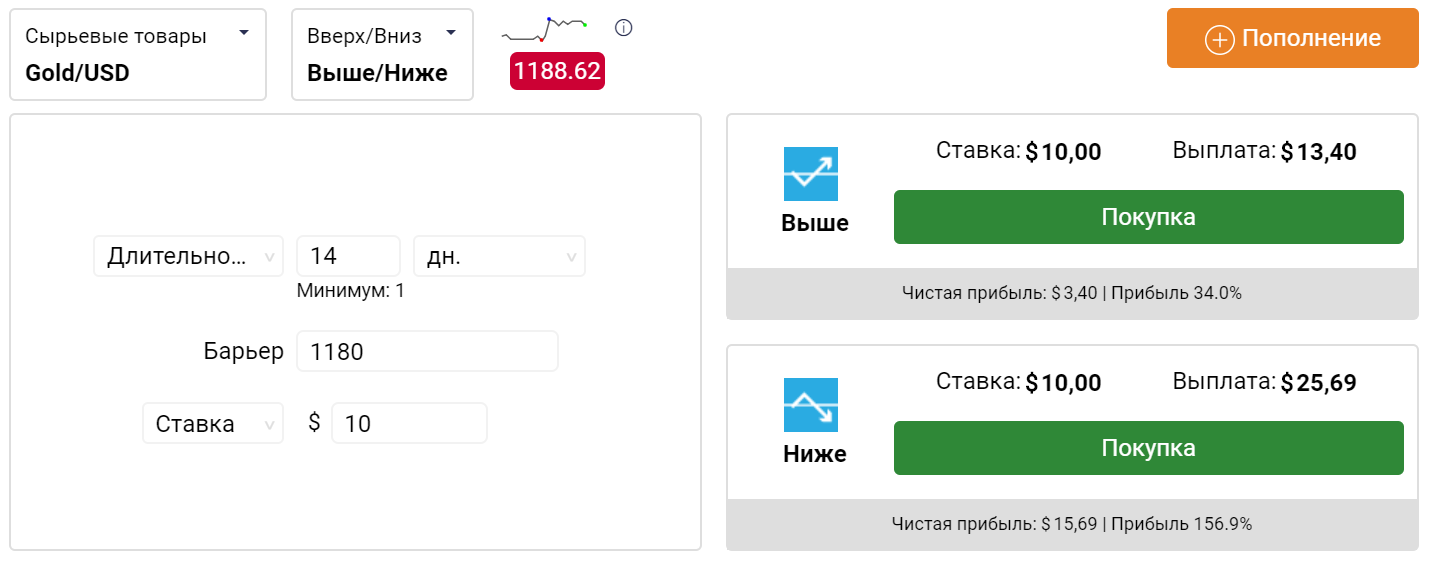 Сырьевые товары
Gold/USD
Вверх/Вниз
Выше/Ниже
1188.62
Пополнение
Длительно... 14 дн.
Минимум: 1
Барьер 1180
Ставка $ 10
Ставка: $10,00 Выплата: $13,40
Выше
Покупка
Чистая прибыль: $3,40 | Прибыль 34.0%
Ставка: $10,00 Выплата: $25,69
Ниже
Покупка
Чистая прибыль: $15,69 | Прибыль 156.9%